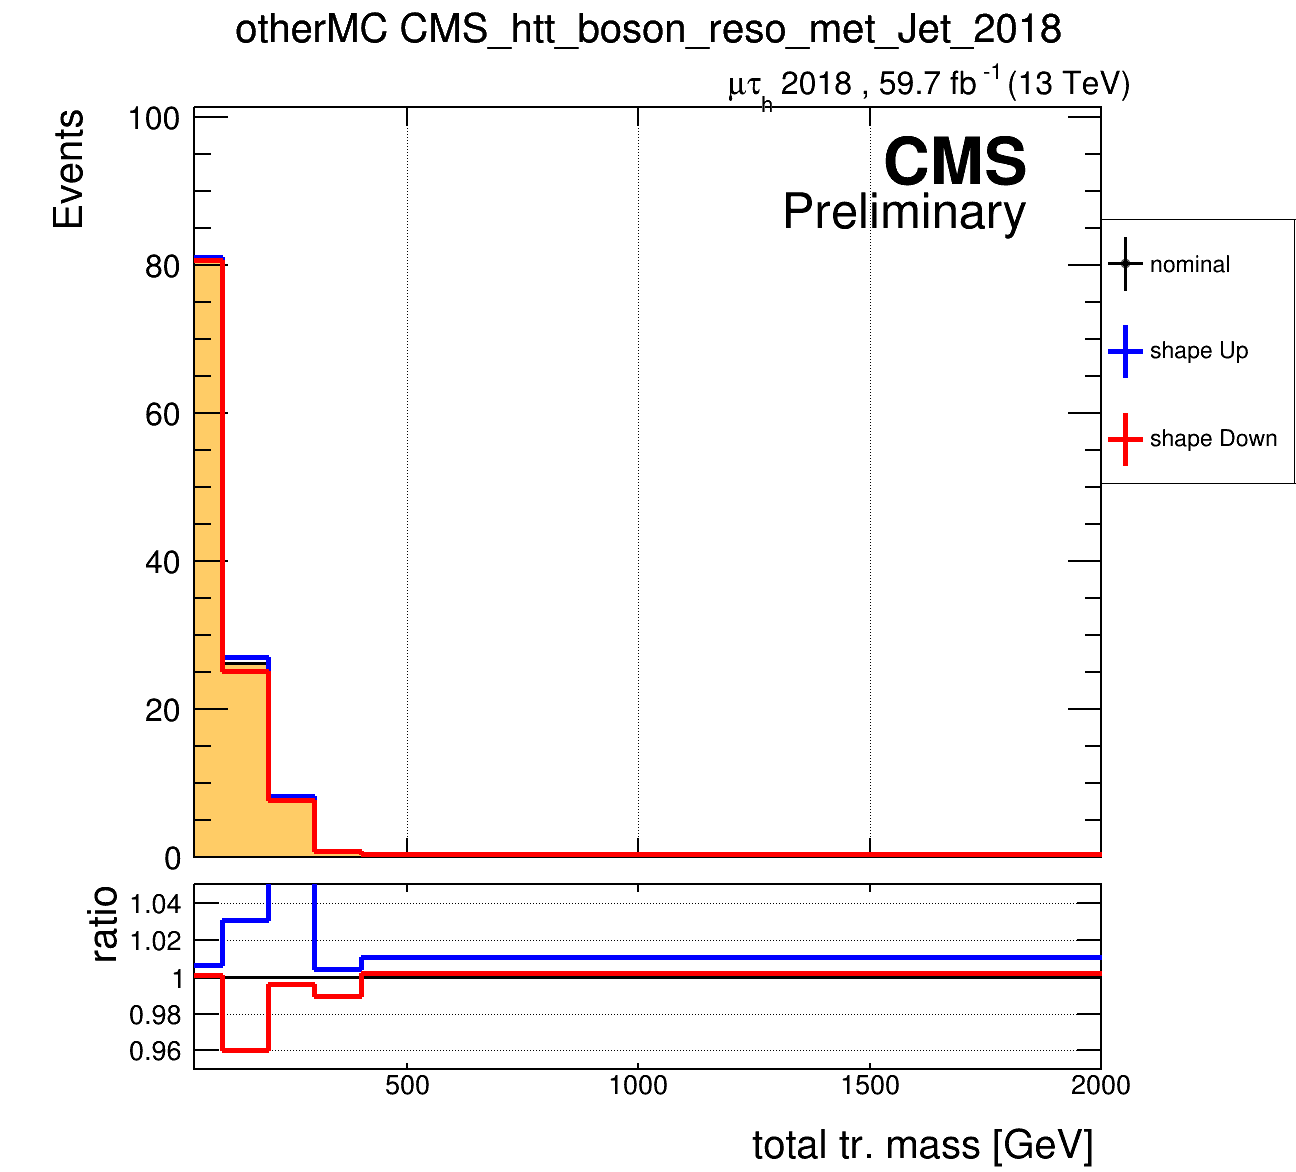 otherMC CMS_htt_boson_reso_met_Jet_2018
μτh 2018 , 59.7 fb-1 (13 TeV)
Events
100
80
60
40
20
0
CMS
Preliminary
nominal
shape Up
shape Down
ratio
1.04
1.02
1
0.98
0.96
500 1000 1500 2000
total tr. mass [GeV]